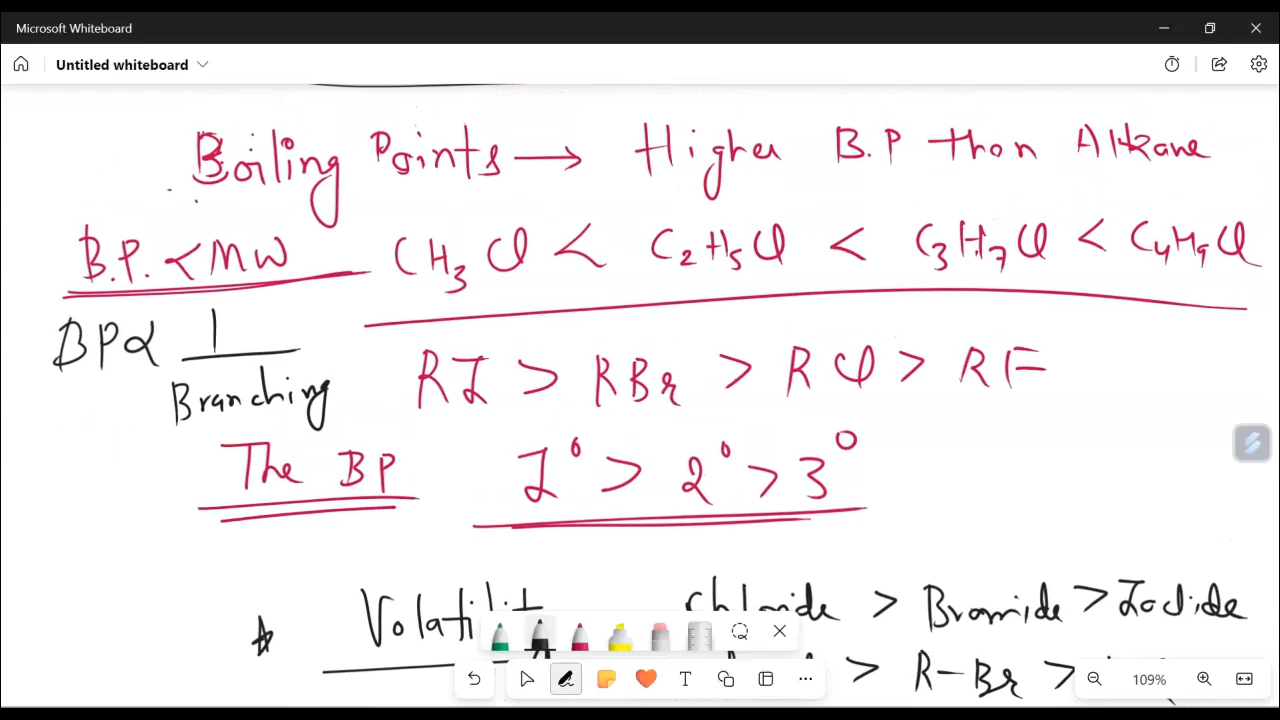 Microsoft Whiteboard
Untitled whiteboard
Boiling Points → Higher B.P than Alkane
B.P. ∝ MW CH3Cl < C2H5Cl < C3H7Cl < C4H9Cl
BP ∝ 1/Branching RI > RBr > RCl > RF
The BP 1° > 2° > 3°
* Volatility Chloride > Bromide > Iodide
> R-Br >
109%